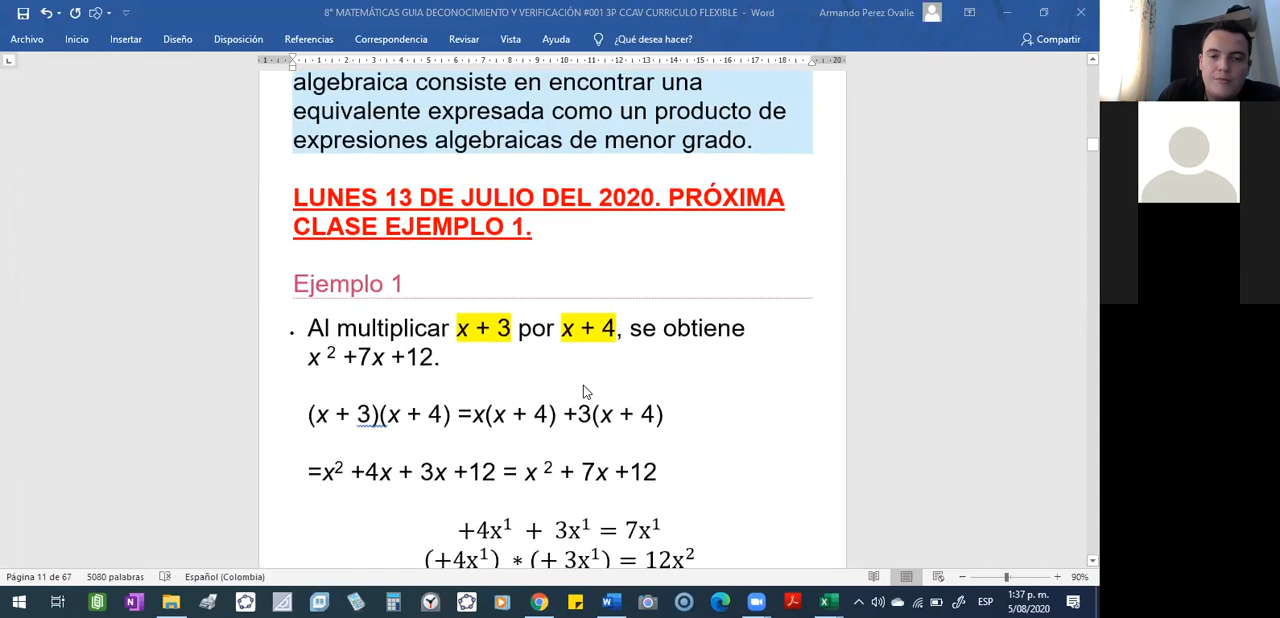 8° MATEMÁTICAS GUIA DECONOCIMIENTO Y VERIFICACIÓN #001 3P CCAV CURRICULO FLEXIBLE - Word
Armando Perez Ovalle
Archivo Inicio Insertar Diseño Disposición Referencias Correspondencia Revisar Vista Ayuda ¿Qué desea hacer? Compartir
algebraica consiste en encontrar una
equivalente expresada como un producto de
expresiones algebraicas de menor grado.
LUNES 13 DE JULIO DEL 2020. PRÓXIMA
CLASE EJEMPLO 1.
Ejemplo 1
. Al multiplicar x + 3 por x + 4, se obtiene
x ² +7x +12.
(x + 3)(x + 4) =x(x + 4) +3(x + 4)
=x² +4x + 3x +12 = x ² + 7x +12
+4x¹ + 3x¹ = 7x¹
(+4x¹) * (+ 3x¹) = 12x²
Página 11 de 67 5080 palabras Español (Colombia) 90%
ESP
1:37 p. m.
5/08/2020